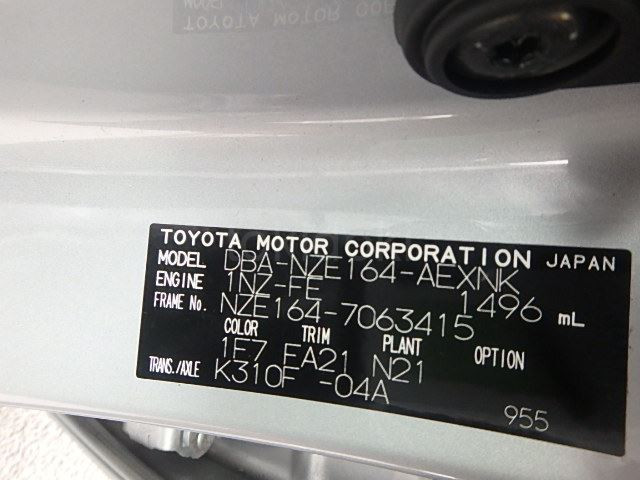 TOYOTA MOTOR CORPORATION JAPAN
MODEL DBA-NZE164-AEXNK
ENGINE 1NZ-FE 1496 mL
FRAME No. NZE164-7063415
COLOR TRIM PLANT OPTION
1F7 FA21 N21
TRANS./AXLE K310F -04A
955